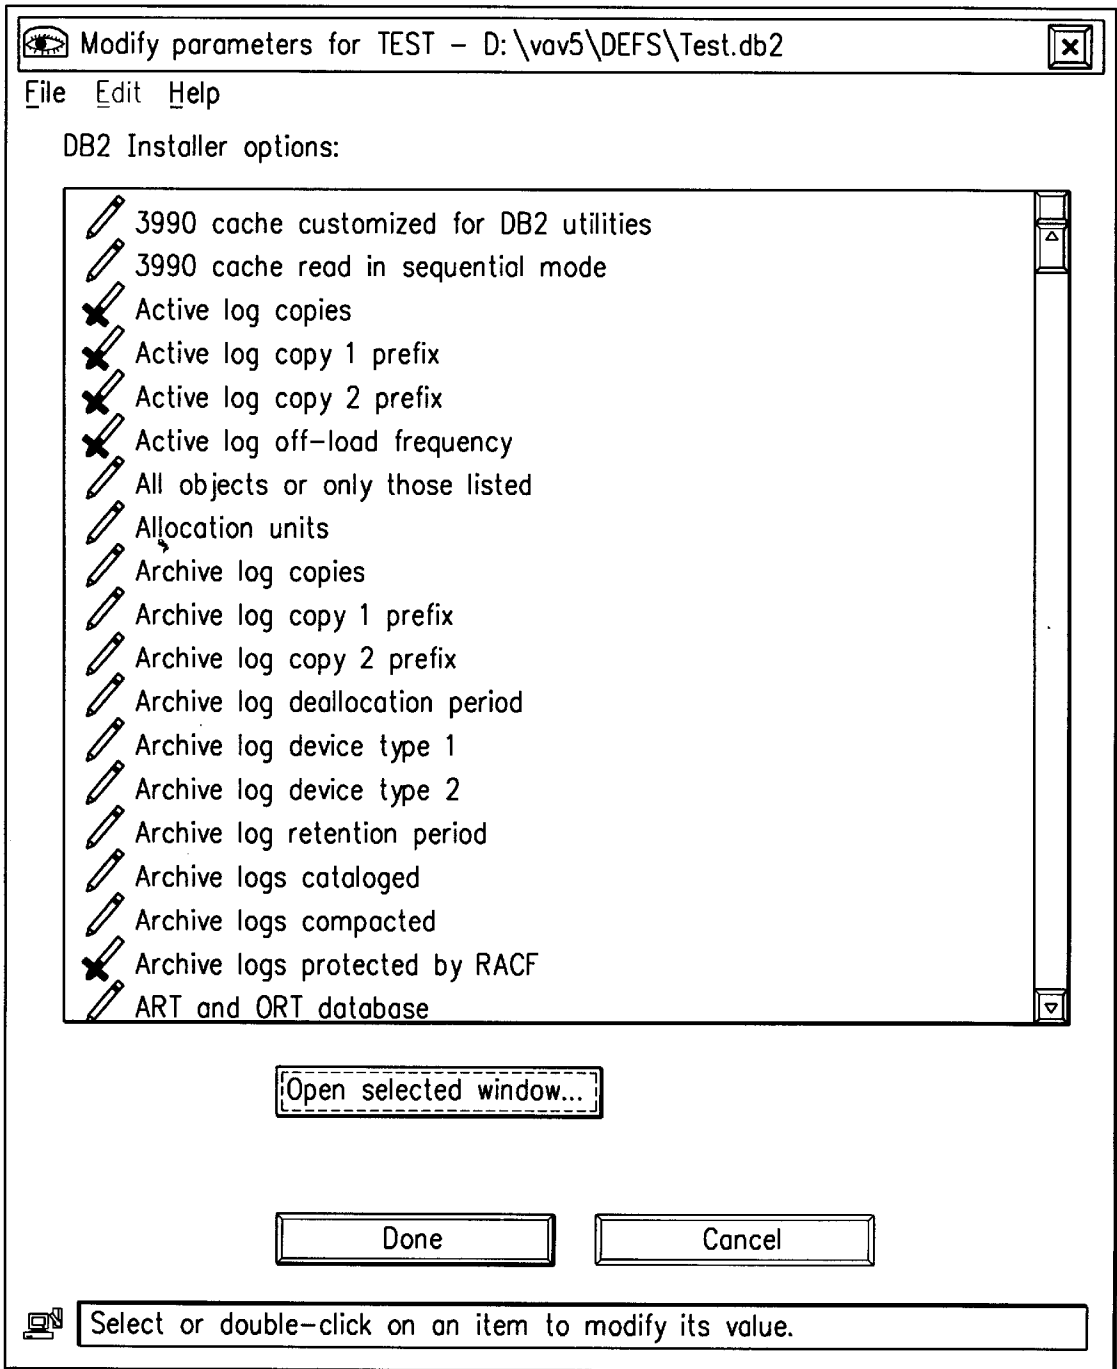 Modify parameters for TEST – D:\vav5\DEFS\Test.db2
File Edit Help
DB2 Installer options:
3990 cache customized for DB2 utilities
3990 cache read in sequential mode
Active log copies
Active log copy 1 prefix
Active log copy 2 prefix
Active log off–load frequency
All objects or only those listed
Allocation units
Archive log copies
Archive log copy 1 prefix
Archive log copy 2 prefix
Archive log deallocation period
Archive log device type 1
Archive log device type 2
Archive log retention period
Archive logs cataloged
Archive logs compacted
Archive logs protected by RACF
ART and ORT database
Open selected window...
Done Cancel
Select or double–click on an item to modify its value.